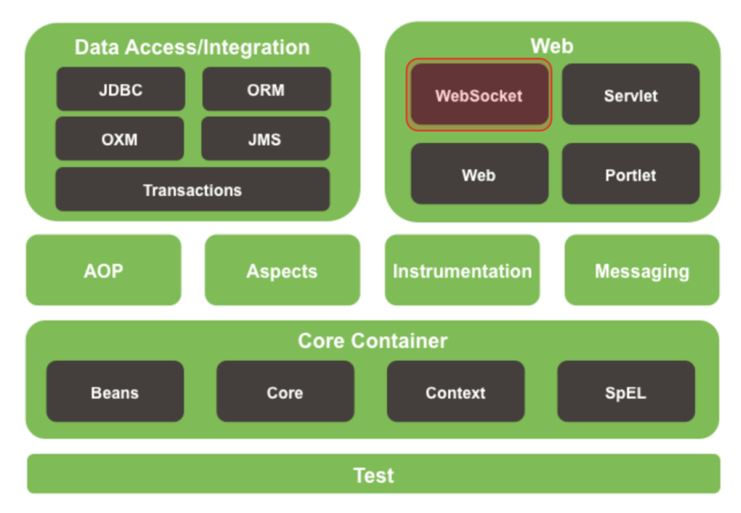 Data Access/Integration
JDBC
ORM
OXM
JMS
Transactions
Web
WebSocket
Servlet
Web
Portlet
AOP
Aspects
Instrumentation
Messaging
Core Container
Beans
Core
Context
SpEL
Test